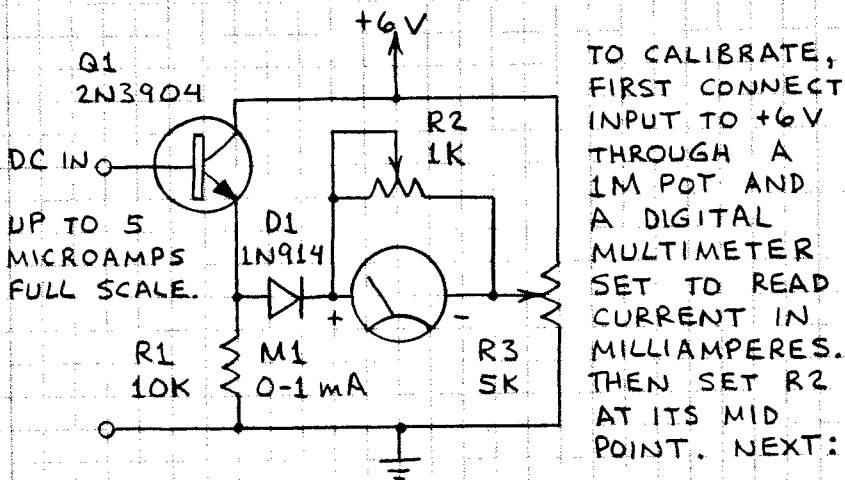 +6 V
Q1
2N3904
R2
1K
DC IN
UP TO 5
MICROAMPS
FULL SCALE.
D1
1N914
+
-
R1
10K
M1
0-1 mA
R3
5K
TO CALIBRATE,
FIRST CONNECT
INPUT TO +6 V
THROUGH A
1M POT AND
A DIGITAL
MULTIMETER
SET TO READ
CURRENT IN
MILLIAMPERES.
THEN SET R2
AT ITS MID
POINT. NEXT: